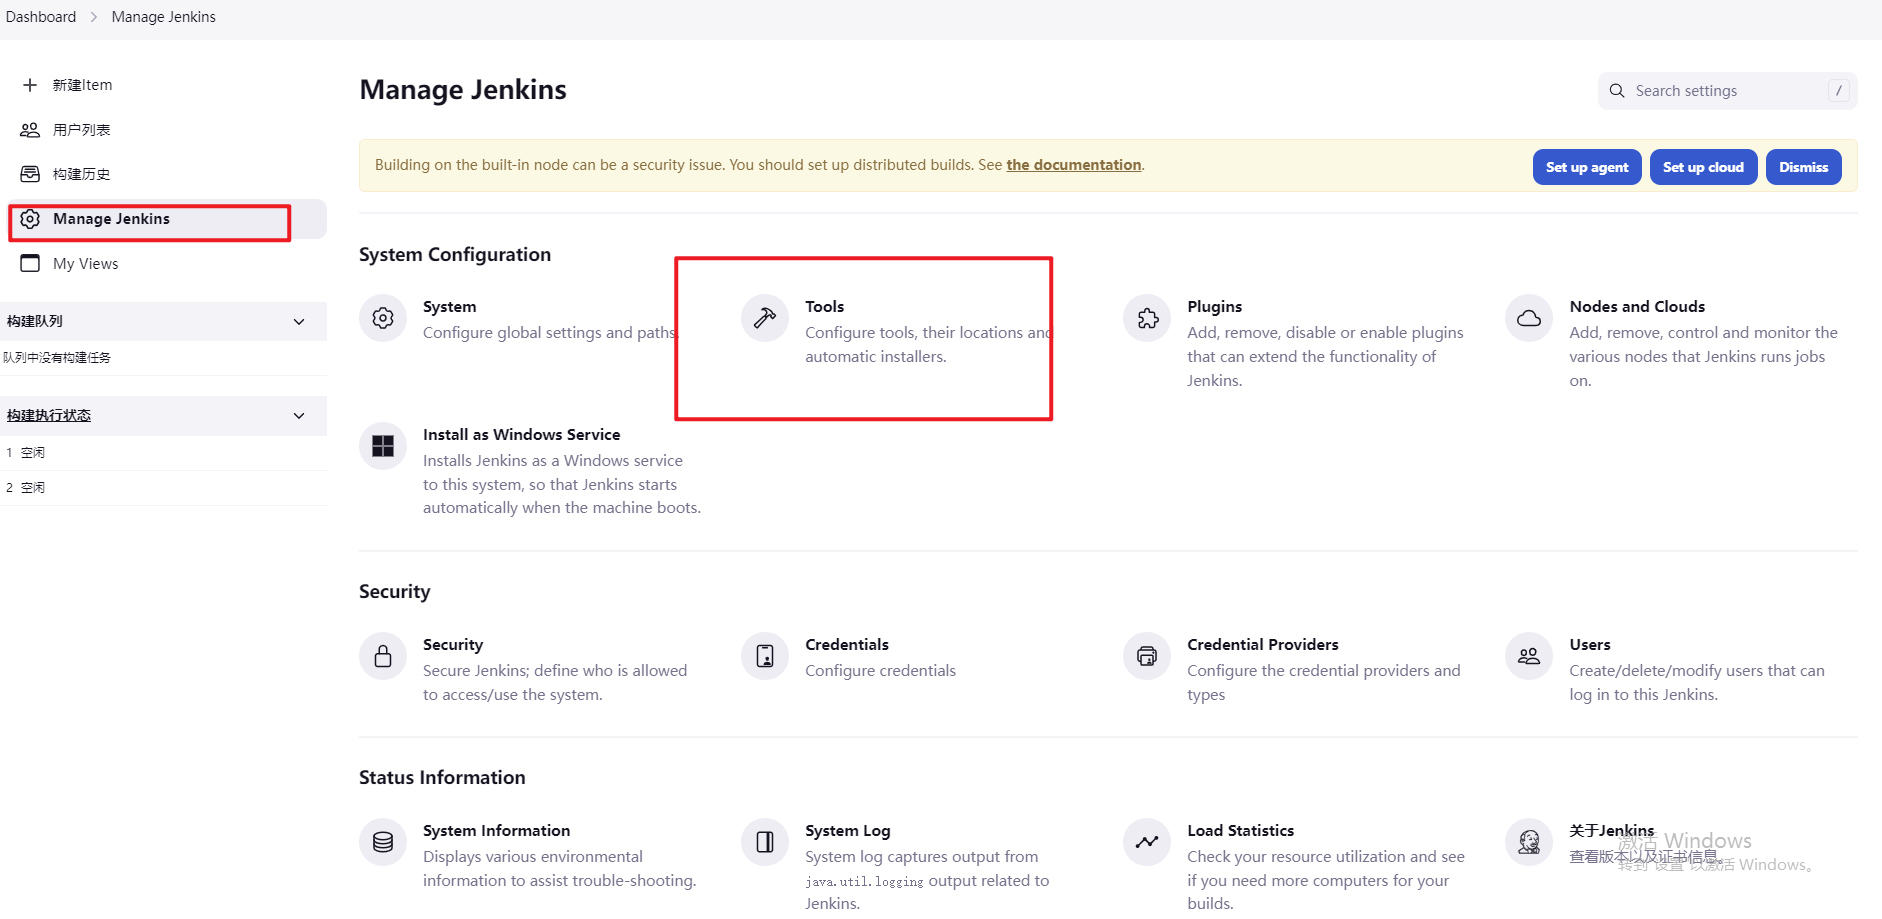 Dashboard > Manage Jenkins
新建Item
用户列表
构建历史
Manage Jenkins
My Views
构建队列
队列中没有构建任务
构建执行状态
1 空闲
2 空闲
Manage Jenkins
Search settings /
Building on the built-in node can be a security issue. You should set up distributed builds. See the documentation.
Set up agent
Set up cloud
Dismiss
System Configuration
System
Configure global settings and paths.
Tools
Configure tools, their locations and
automatic installers.
Plugins
Add, remove, disable or enable plugins
that can extend the functionality of
Jenkins.
Nodes and Clouds
Add, remove, control and monitor the
various nodes that Jenkins runs jobs
on.
Install as Windows Service
Installs Jenkins as a Windows service
to this system, so that Jenkins starts
automatically when the machine boots.
Security
Security
Secure Jenkins; define who is allowed
to access/use the system.
Credentials
Configure credentials
Credential Providers
Configure the credential providers and
types
Users
Create/delete/modify users that can
log in to this Jenkins.
Status Information
System Information
Displays various environmental
information to assist trouble-shooting.
System Log
System log captures output from
java.util.logging output related to
Jenkins.
Load Statistics
Check your resource utilization and see
if you need more computers for your
builds.
关于Jenkins
查看版本以及证书信息。
激活 Windows
转到"设置"以激活 Windows。